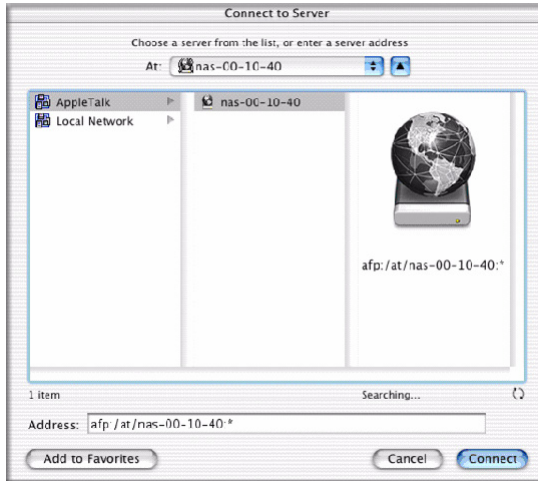 Connect to Server
Choose a server from the list, or enter a server address
At: nas-00-10-40
AppleTalk
Local Network
nas-00-10-40
afp:/at/nas-00-10-40:*
1 item
Searching...
Address: afp:/at/nas-00-10-40:*
Add to Favorites
Cancel
Connect